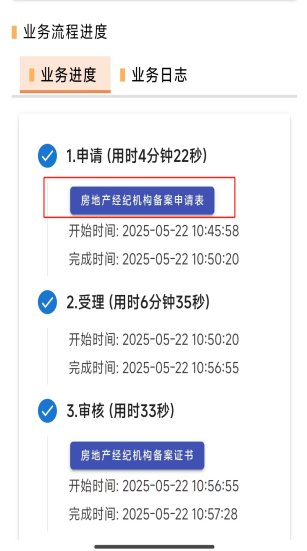 业务流程进度
业务进度
业务日志
1.申请 (用时4分钟22秒)
房地产经纪机构备案申请表
开始时间: 2025-05-22 10:45:58
完成时间: 2025-05-22 10:50:20
2.受理 (用时6分钟35秒)
开始时间: 2025-05-22 10:50:20
完成时间: 2025-05-22 10:56:55
3.审核 (用时33秒)
房地产经纪机构备案证书
开始时间: 2025-05-22 10:56:55
完成时间: 2025-05-22 10:57:28